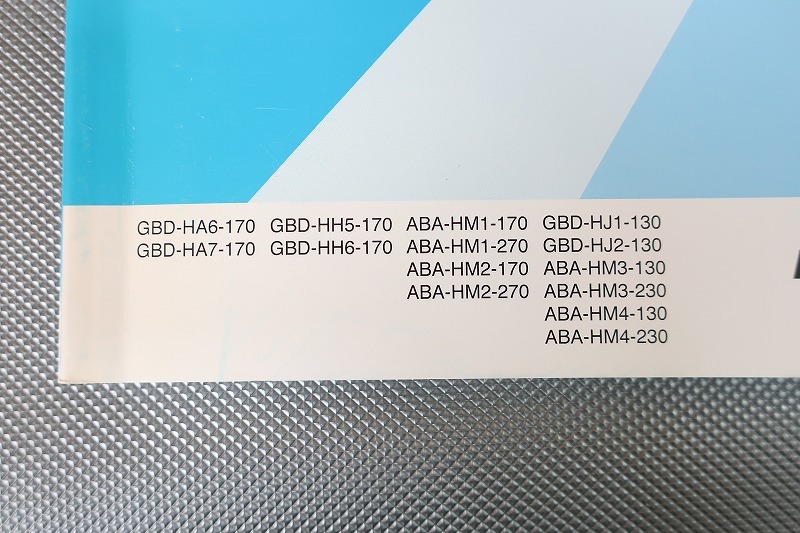 GBD-HA6-170 GBD-HH5-170 ABA-HM1-170 GBD-HJ1-130
GBD-HA7-170 GBD-HH6-170 ABA-HM1-270 GBD-HJ2-130
ABA-HM2-170 ABA-HM3-130
ABA-HM2-270 ABA-HM3-230
ABA-HM4-130
ABA-HM4-230